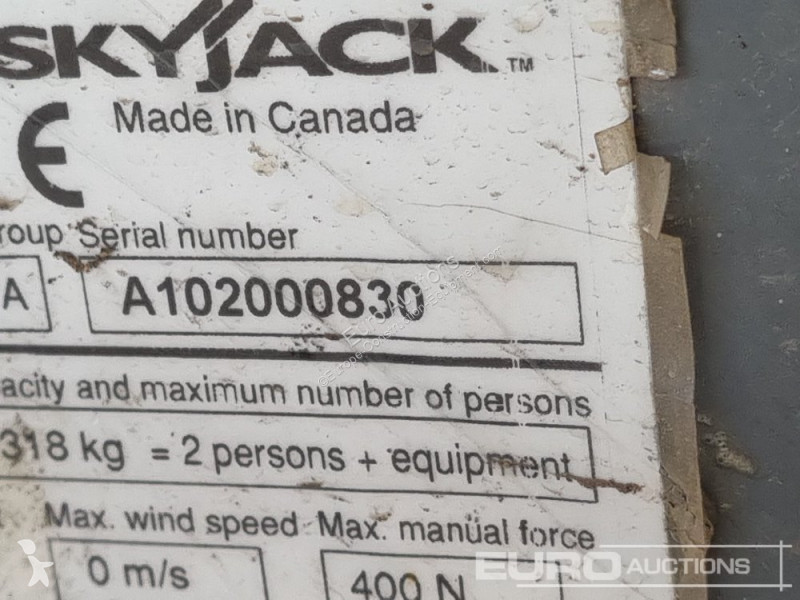 SKYJACK™
Made in Canada
CE
roup Serial number
A A102000830
acity and maximum number of persons
318 kg = 2 persons + equipment
Max. wind speed Max. manual force
0 m/s 400 N
EURO AUCTIONS